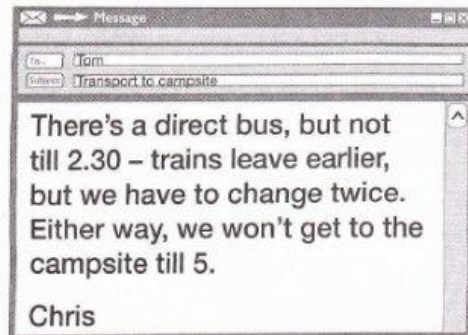 Message
To... Tom
Subject: Transport to campsite
There's a direct bus, but not
till 2.30 – trains leave earlier,
but we have to change twice.
Either way, we won't get to the
campsite till 5.
Chris